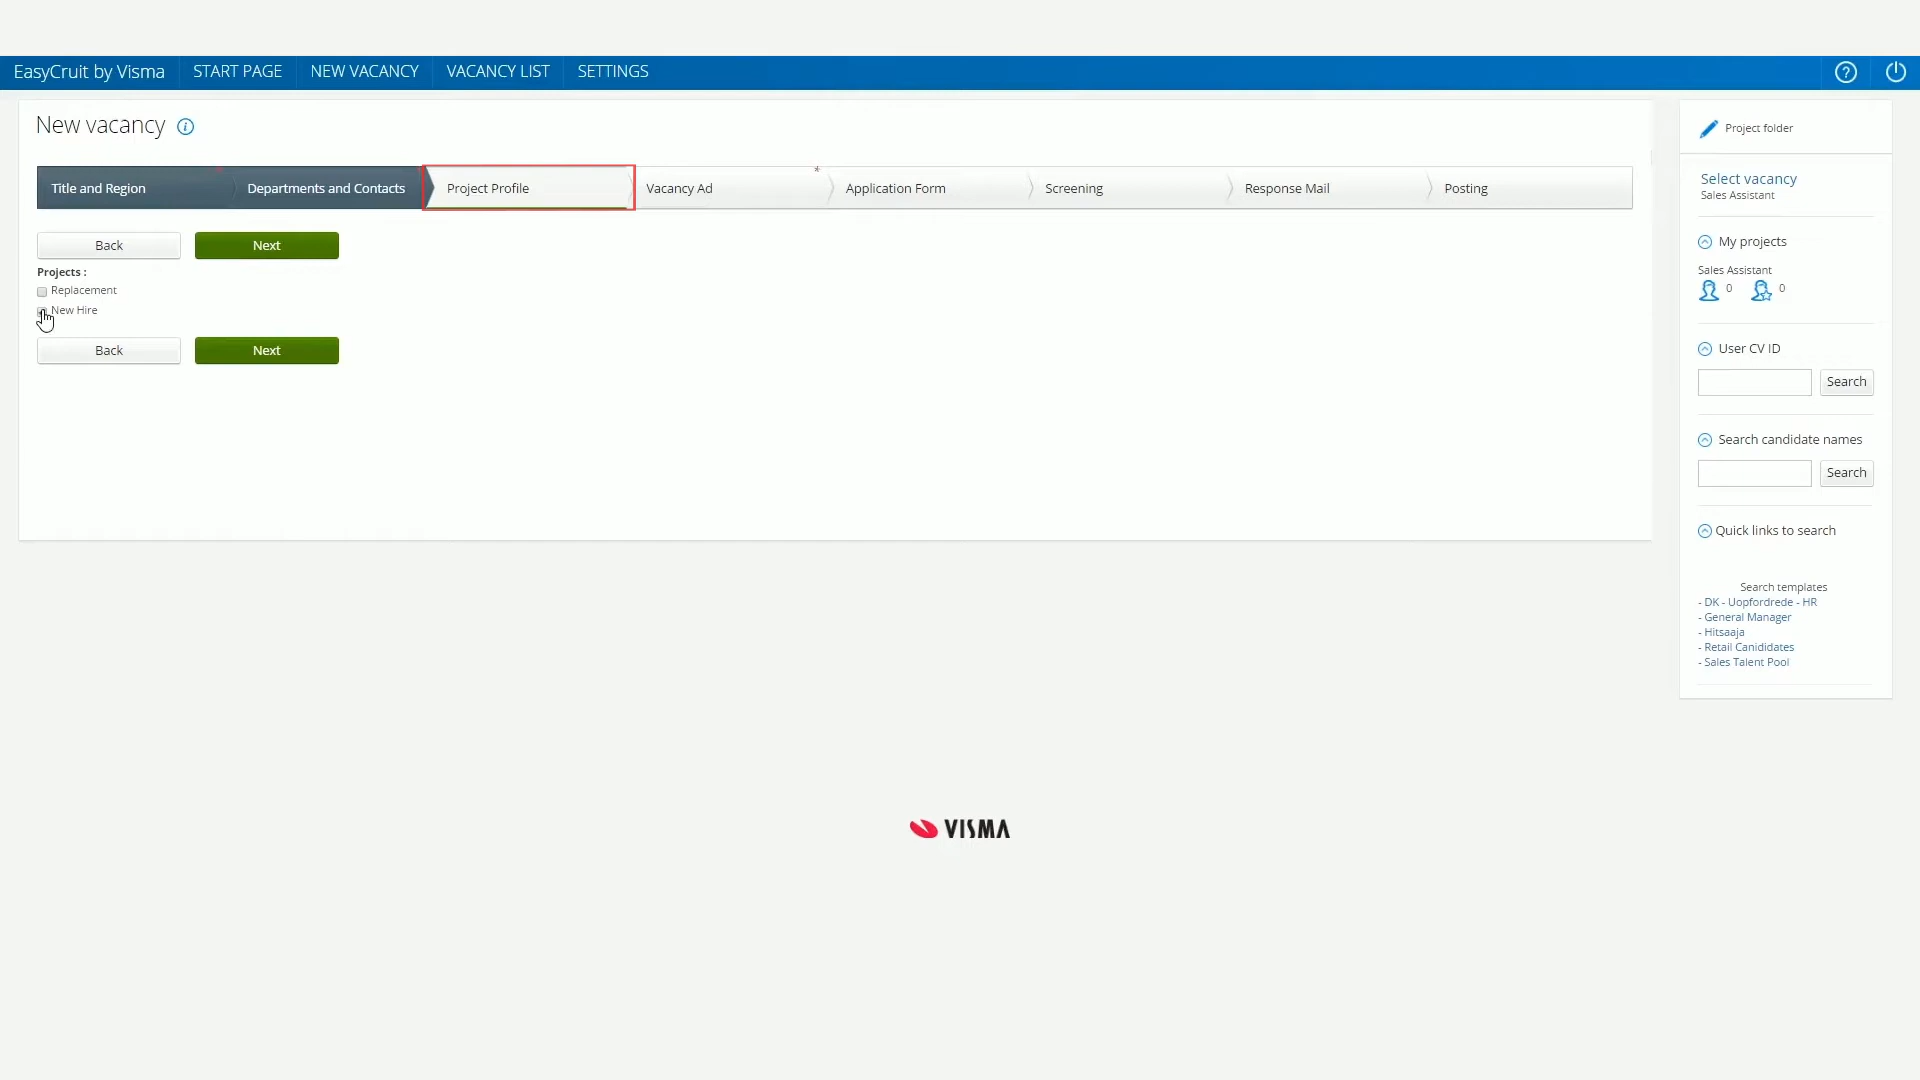 EasyCruit by Visma START PAGE NEW VACANCY VACANCY LIST SETTINGS ?
New vacancy i
Title and Region * Departments and Contacts Project Profile Vacancy Ad * Application Form Screening Response Mail Posting
Back Next
Projects :
Replacement
New Hire
Back Next
Project folder
Select vacancy
Sales Assistant
My projects
Sales Assistant
0 0
User CV ID
Search
Search candidate names
Search
Quick links to search
Search templates
- DK - Uopfordrede - HR
- General Manager
- Hitsaaja
- Retail Canididates
- Sales Talent Pool
VISMA